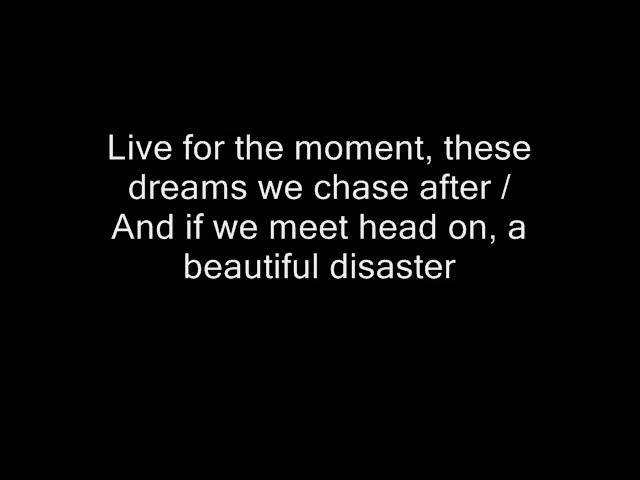 Live for the moment, these
dreams we chase after /
And if we meet head on, a
beautiful disaster